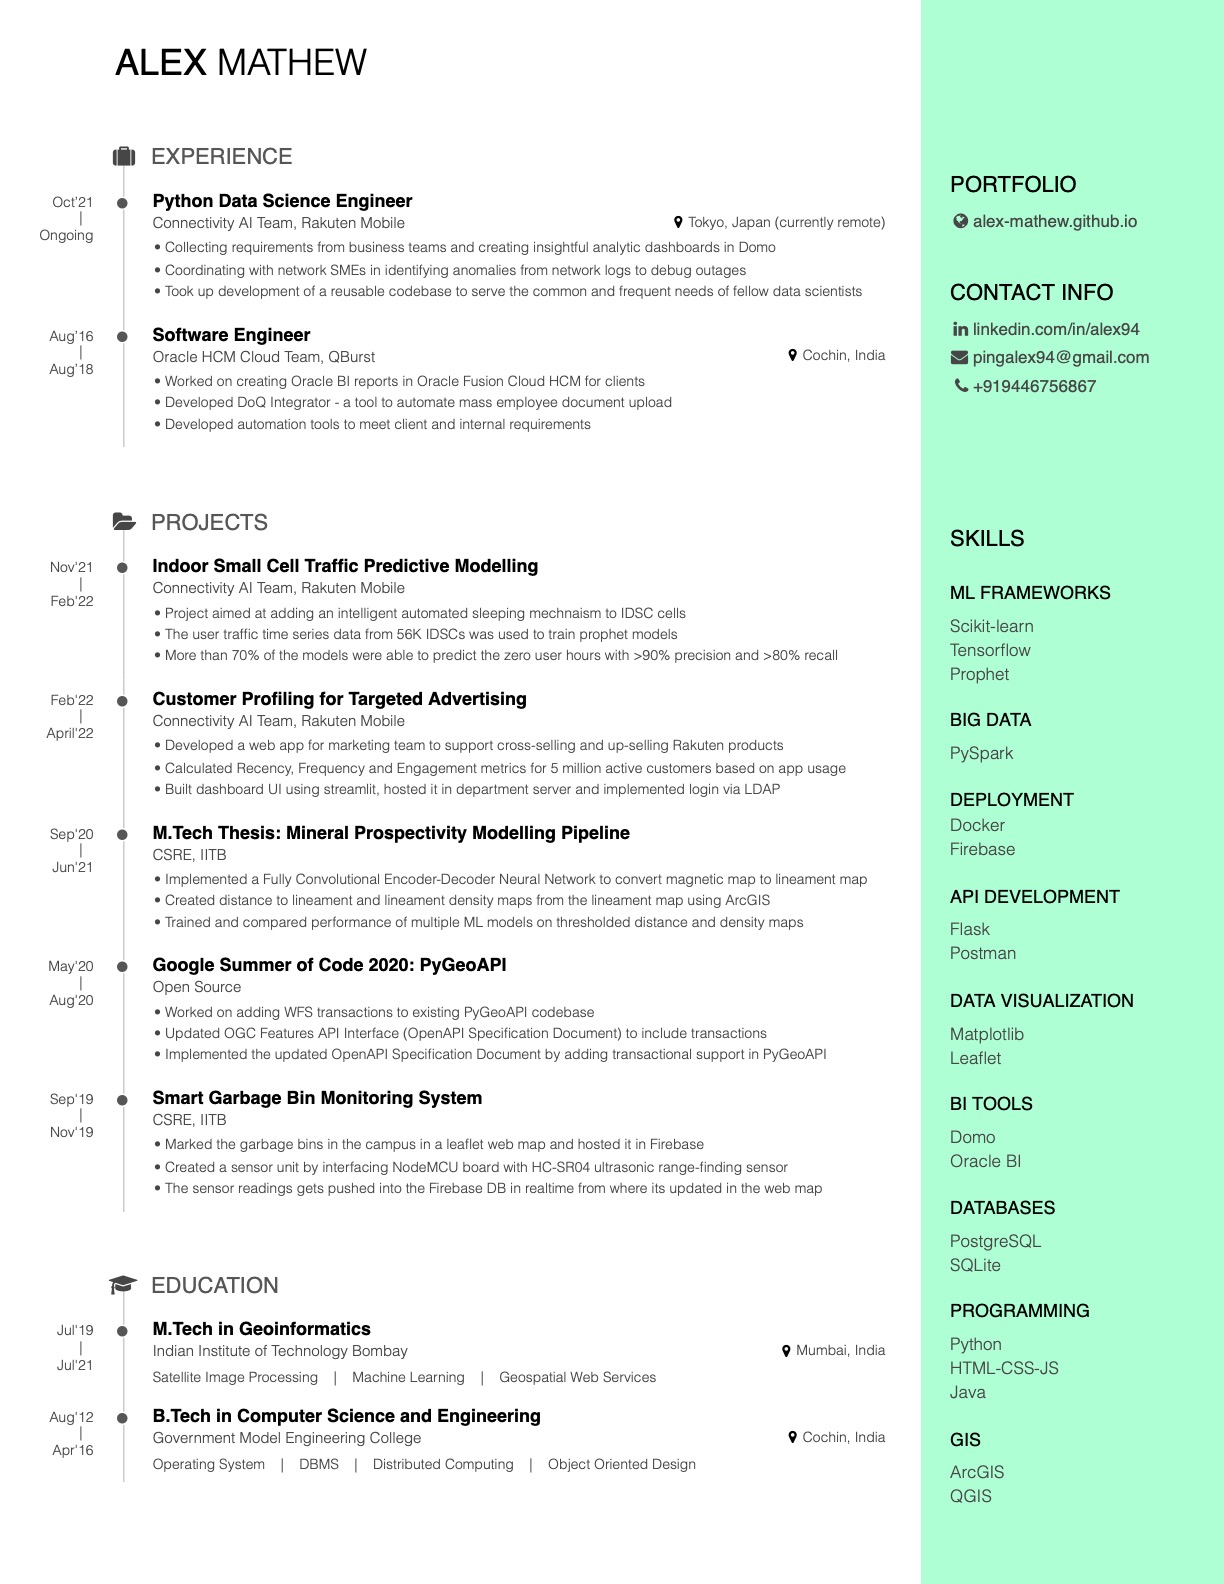 ALEX MATHEW
EXPERIENCE
Oct'21
|
Ongoing
Python Data Science Engineer
Connectivity AI Team, Rakuten Mobile
Tokyo, Japan (currently remote)
• Collecting requirements from business teams and creating insightful analytic dashboards in Domo
• Coordinating with network SMEs in identifying anomalies from network logs to debug outages
• Took up development of a reusable codebase to serve the common and frequent needs of fellow data scientists
Aug'16
|
Aug'18
Software Engineer
Oracle HCM Cloud Team, QBurst
Cochin, India
• Worked on creating Oracle BI reports in Oracle Fusion Cloud HCM for clients
• Developed DoQ Integrator - a tool to automate mass employee document upload
• Developed automation tools to meet client and internal requirements
PROJECTS
Nov'21
|
Feb'22
Indoor Small Cell Traffic Predictive Modelling
Connectivity AI Team, Rakuten Mobile
• Project aimed at adding an intelligent automated sleeping mechnaism to IDSC cells
• The user traffic time series data from 56K IDSCs was used to train prophet models
• More than 70% of the models were able to predict the zero user hours with >90% precision and >80% recall
Feb'22
|
April'22
Customer Profiling for Targeted Advertising
Connectivity AI Team, Rakuten Mobile
• Developed a web app for marketing team to support cross-selling and up-selling Rakuten products
• Calculated Recency, Frequency and Engagement metrics for 5 million active customers based on app usage
• Built dashboard UI using streamlit, hosted it in department server and implemented login via LDAP
Sep'20
|
Jun'21
M.Tech Thesis: Mineral Prospectivity Modelling Pipeline
CSRE, IITB
• Implemented a Fully Convolutional Encoder-Decoder Neural Network to convert magnetic map to lineament map
• Created distance to lineament and lineament density maps from the lineament map using ArcGIS
• Trained and compared performance of multiple ML models on thresholded distance and density maps
May'20
|
Aug'20
Google Summer of Code 2020: PyGeoAPI
Open Source
• Worked on adding WFS transactions to existing PyGeoAPI codebase
• Updated OGC Features API Interface (OpenAPI Specification Document) to include transactions
• Implemented the updated OpenAPI Specification Document by adding transactional support in PyGeoAPI
Sep'19
|
Nov'19
Smart Garbage Bin Monitoring System
CSRE, IITB
• Marked the garbage bins in the campus in a leaflet web map and hosted it in Firebase
• Created a sensor unit by interfacing NodeMCU board with HC-SR04 ultrasonic range-finding sensor
• The sensor readings gets pushed into the Firebase DB in realtime from where its updated in the web map
EDUCATION
Jul'19
|
Jul'21
M.Tech in Geoinformatics
Indian Institute of Technology Bombay
Mumbai, India
Satellite Image Processing | Machine Learning | Geospatial Web Services
Aug'12
|
Apr'16
B.Tech in Computer Science and Engineering
Government Model Engineering College
Cochin, India
Operating System | DBMS | Distributed Computing | Object Oriented Design
PORTFOLIO
alex-mathew.github.io
CONTACT INFO
linkedin.com/in/alex94
pingalex94@gmail.com
+919446756867
SKILLS
ML FRAMEWORKS
Scikit-learn
Tensorflow
Prophet
BIG DATA
PySpark
DEPLOYMENT
Docker
Firebase
API DEVELOPMENT
Flask
Postman
DATA VISUALIZATION
Matplotlib
Leaflet
BI TOOLS
Domo
Oracle BI
DATABASES
PostgreSQL
SQLite
PROGRAMMING
Python
HTML-CSS-JS
Java
GIS
ArcGIS
QGIS